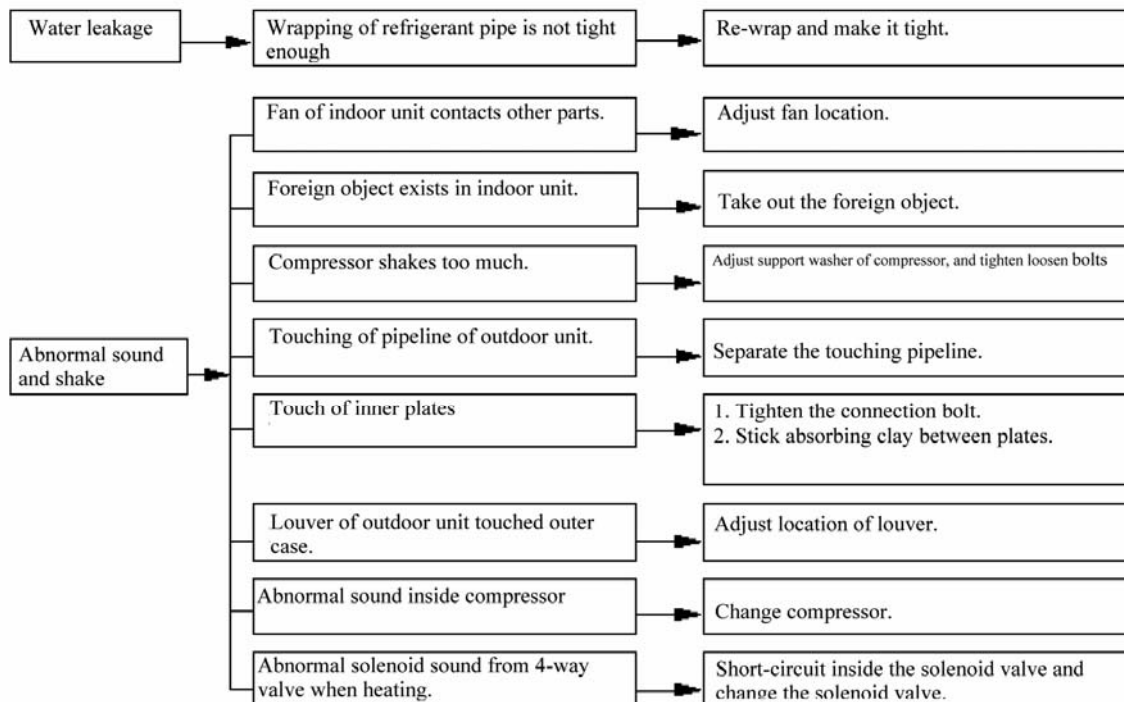 Water leakage
Wrapping of refrigerant pipe is not tight
enough
Re-wrap and make it tight.
Fan of indoor unit contacts other parts.
Adjust fan location.
Foreign object exists in indoor unit.
Take out the foreign object.
Compressor shakes too much.
Adjust support washer of compressor, and tighten loosen bolts
Abnormal sound
and shake
Touching of pipeline of outdoor unit.
Separate the touching pipeline.
Touch of inner plates
1. Tighten the connection bolt.
2. Stick absorbing clay between plates.
Louver of outdoor unit touched outer
case.
Adjust location of louver.
Abnormal sound inside compressor
Change compressor.
Abnormal solenoid sound from 4-way
valve when heating.
Short-circuit inside the solenoid valve and
change the solenoid valve.